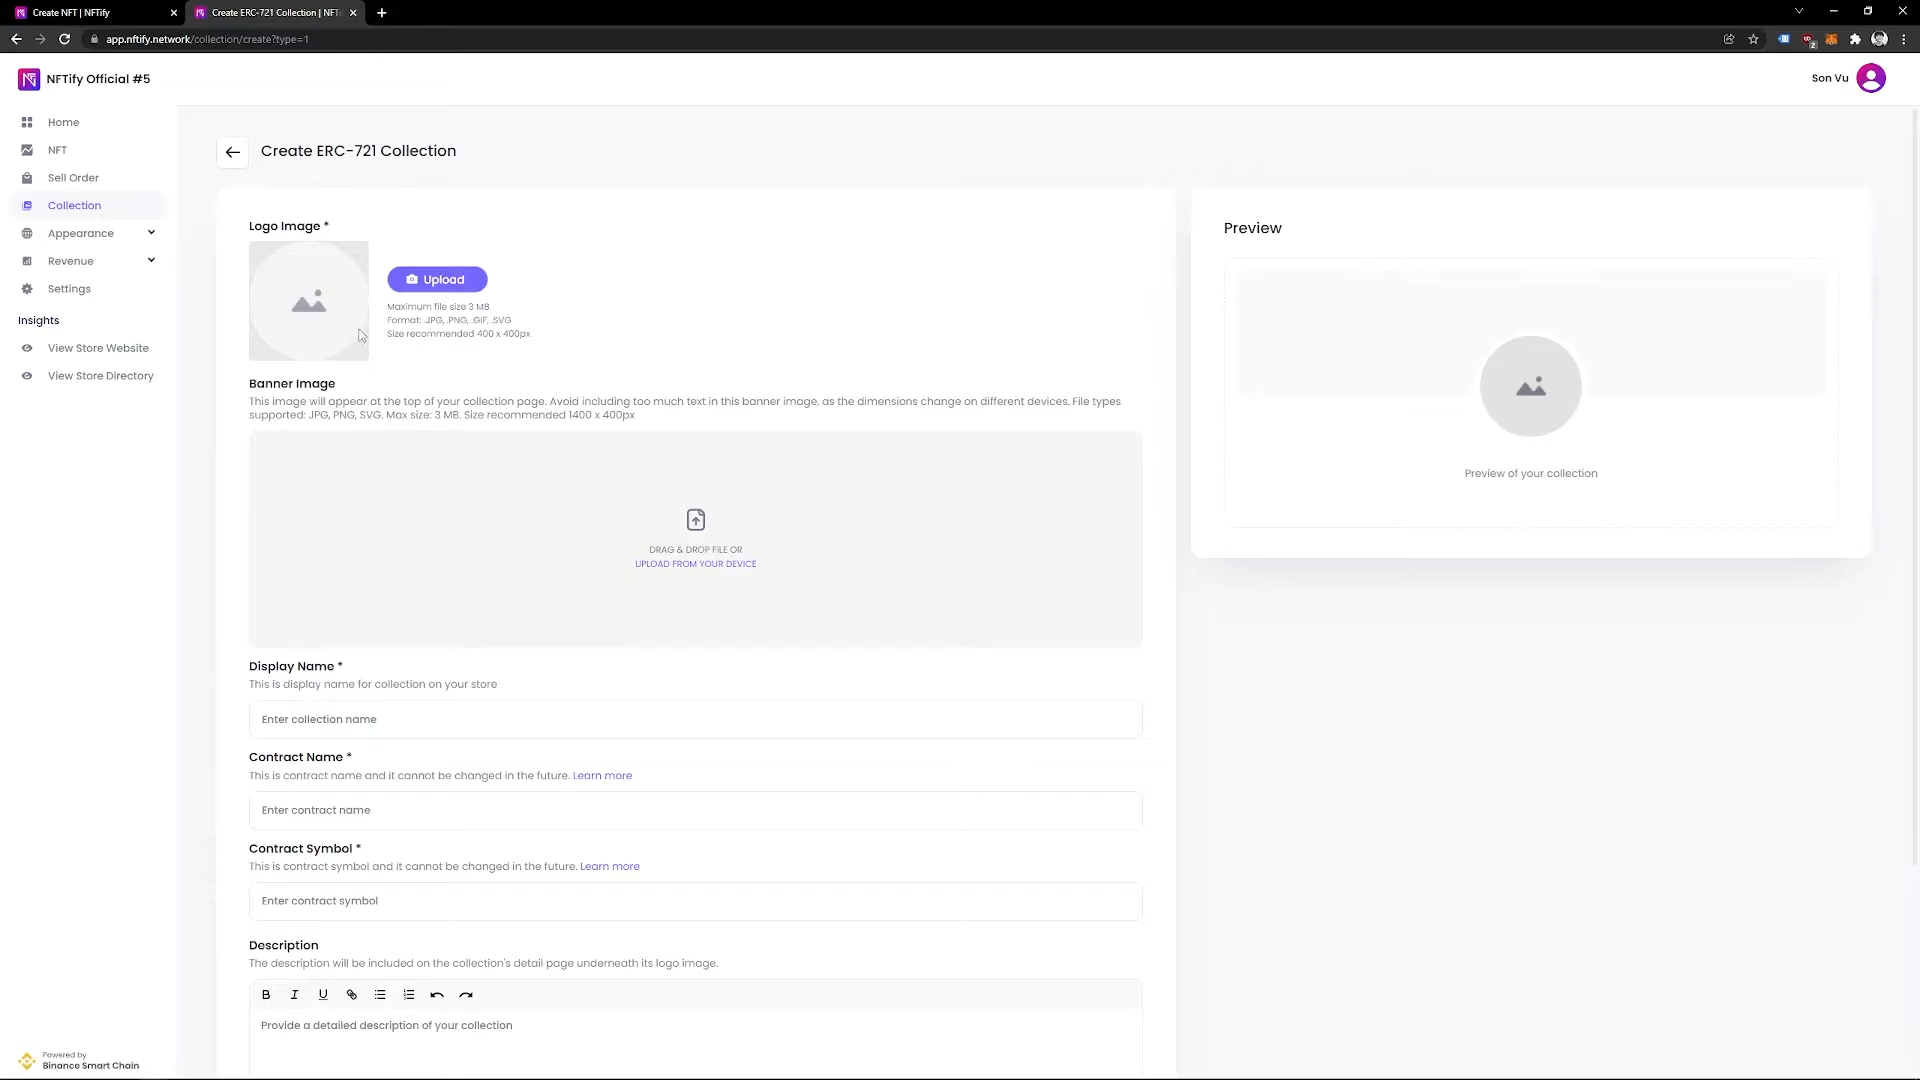 Create NFT | NFTify
Create ERC-721 Collection | NFTi
app.nftify.network/collection/create?type=1
2
NFTify Official #5
Son Vu
Home
NFT
Sell Order
Collection
Appearance
Revenue
Settings
Insights
View Store Website
View Store Directory
Powered by
Binance Smart Chain
Create ERC-721 Collection
Logo Image *
Upload
Maximum file size 3 MB
Format: .JPG, .PNG, .GIF, .SVG
Size recommended 400 x 400px
Banner Image
This image will appear at the top of your collection page. Avoid including too much text in this banner image, as the dimensions change on different devices. File types
supported: JPG, PNG, SVG. Max size: 3 MB. Size recommended 1400 x 400px
DRAG & DROP FILE OR
UPLOAD FROM YOUR DEVICE
Display Name *
This is display name for collection on your store
Enter collection name
Contract Name *
This is contract name and it cannot be changed in the future. Learn more
Enter contract name
Contract Symbol *
This is contract symbol and it cannot be changed in the future. Learn more
Enter contract symbol
Description
The description will be included on the collection's detail page underneath its logo image.
B I U
Provide a detailed description of your collection
Preview
Preview of your collection